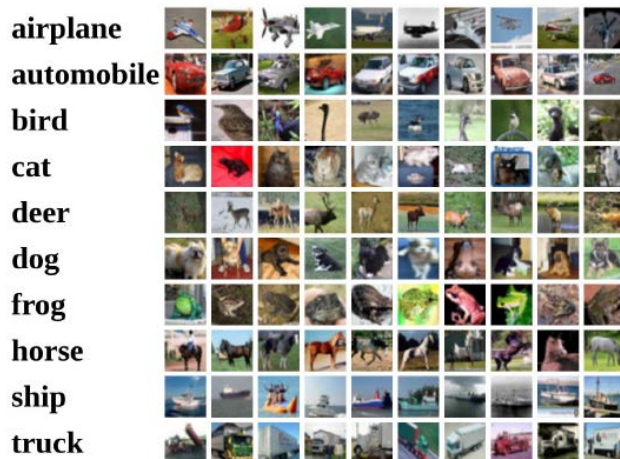 airplane
automobile
bird
cat
deer
dog
frog
horse
ship
truck